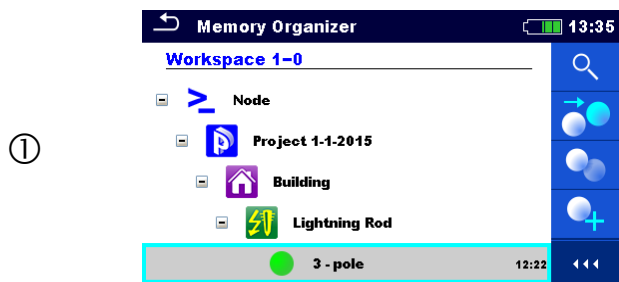 Memory Organizer 13:35
Workspace 1-0
Node
Project 1-1-2015
①
Building
Lightning Rod
3 - pole 12:22